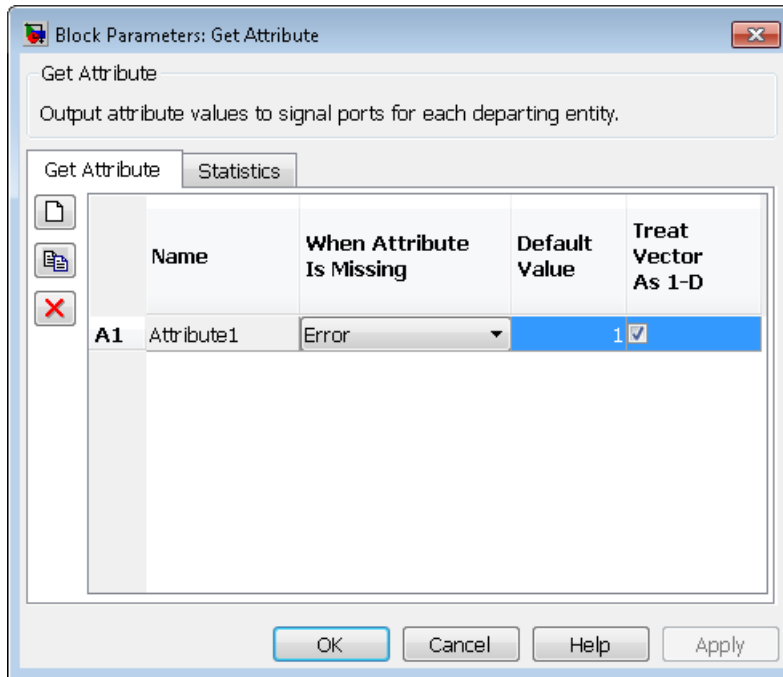 Block Parameters: Get Attribute
Get Attribute
Output attribute values to signal ports for each departing entity.
Get Attribute Statistics
Name When Attribute Is Missing Default Value Treat Vector As 1-D
A1 Attribute1 Error 1
OK Cancel Help Apply